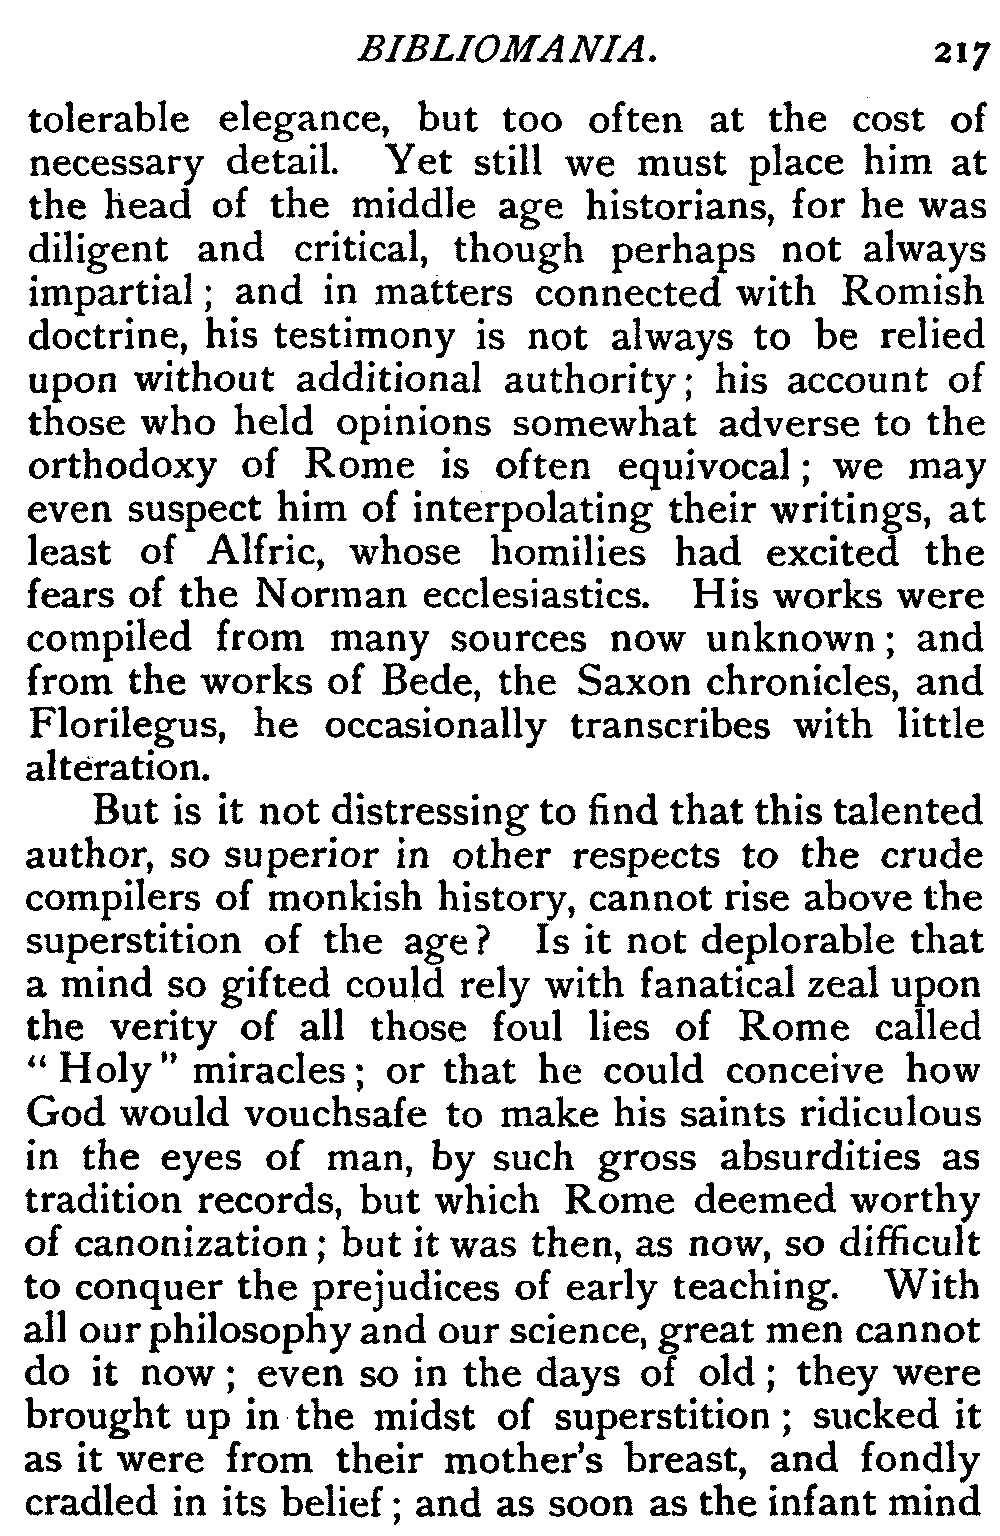 BIBLIOMANIA. 217
tolerable elegance, but too often at the cost of
necessary detail. Yet still we must place him at
the head of the middle age historians, for he was
diligent and critical, though perhaps not always
impartial ; and in matters connected with Romish
doctrine, his testimony is not always to be relied
upon without additional authority ; his account of
those who held opinions somewhat adverse to the
orthodoxy of Rome is often equivocal ; we may
even suspect him of interpolating their writings, at
least of Alfric, whose homilies had excited the
fears of the Norman ecclesiastics. His works were
compiled from many sources now unknown ; and
from the works of Bede, the Saxon chronicles, and
Florilegus, he occasionally transcribes with little
alteration.
But is it not distressing to find that this talented
author, so superior in other respects to the crude
compilers of monkish history, cannot rise above the
superstition of the age ? Is it not deplorable that
a mind so gifted could rely with fanatical zeal upon
the verity of all those foul lies of Rome called
“ Holy ” miracles ; or that he could conceive how
God would vouchsafe to make his saints ridiculous
in the eyes of man, by such gross absurdities as
tradition records, but which Rome deemed worthy
of canonization ; but it was then, as now, so difficult
to conquer the prejudices of early teaching. With
all our philosophy and our science, great men cannot
do it now ; even so in the days of old ; they were
brought up in the midst of superstition ; sucked it
as it were from their mother's breast, and fondly
cradled in its belief ; and as soon as the infant mind